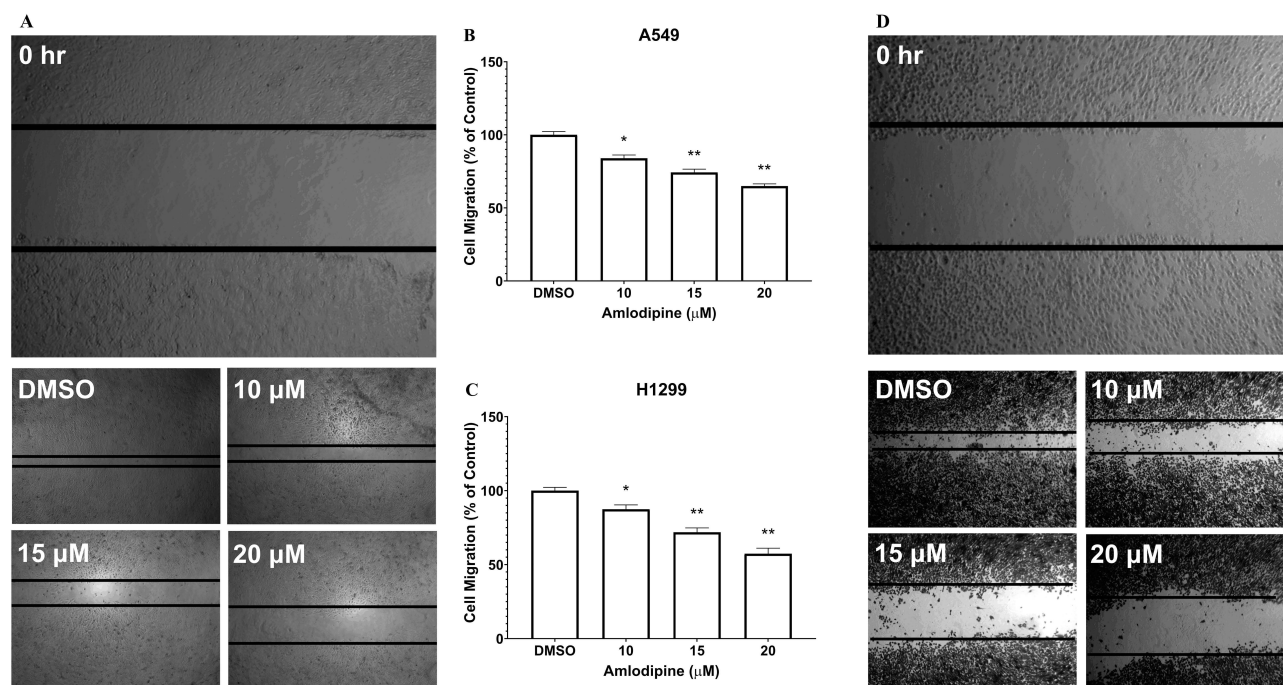 A
0 hr
DMSO
10 µM
15 µM
20 µM
B
A549
Cell Migration (% of Control)
150
100
50
0
*
**
**
DMSO
10
15
20
Amlodipine (µM)
C
H1299
Cell Migration (% of Control)
150
100
50
0
*
**
**
DMSO
10
15
20
Amlodipine (µM)
D
0 hr
DMSO
10 µM
15 µM
20 µM